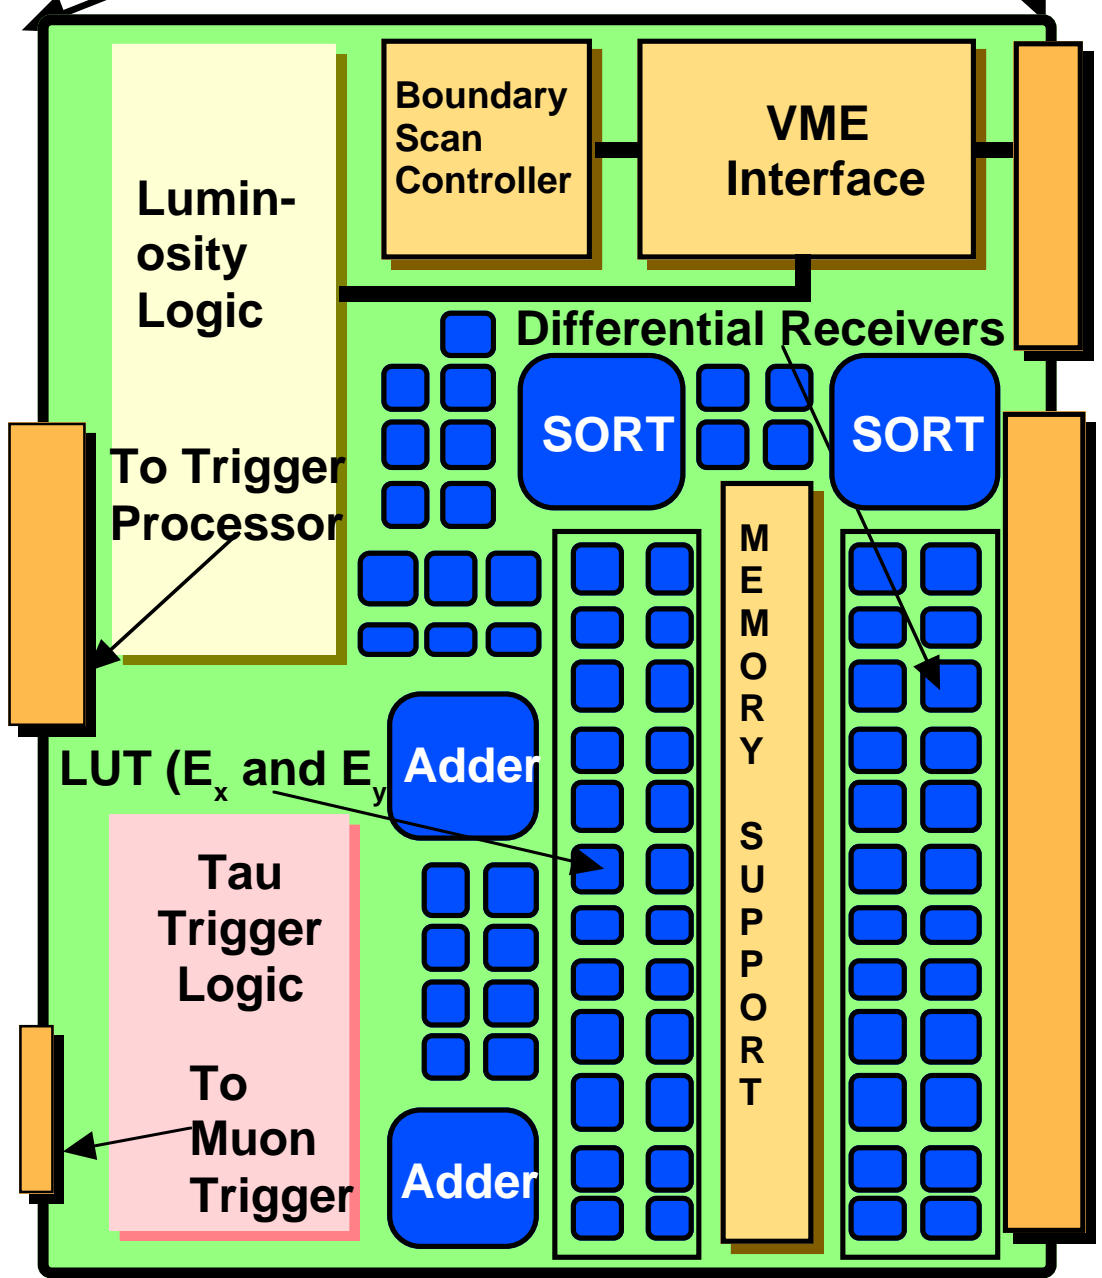 Boundary
Scan
Controller
VME
Interface
Lumin-
osity
Logic
Differential Receivers
SORT
SORT
To Trigger
Processor
M
E
M
O
R
Y
S
U
P
P
O
R
T
LUT (Ex and Ey
Adder
Tau
Trigger
Logic
To
Muon
Trigger
Adder